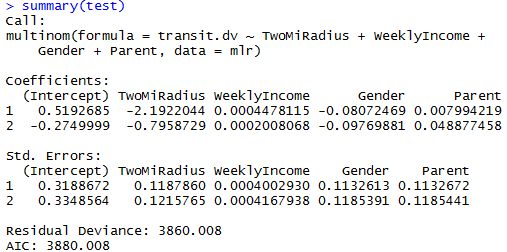 > summary(test)
Call:
multinom(formula = transit.dv ~ TwoMiRadius + WeeklyIncome +
Gender + Parent, data = mlr)
Coefficients:
(Intercept) TwoMiRadius WeeklyIncome Gender Parent
1 0.5192685 -2.1922044 0.0004478115 -0.08072469 0.007994219
2 -0.2749999 -0.7958729 0.0002008068 -0.09769881 0.048877458
Std. Errors:
(Intercept) TwoMiRadius WeeklyIncome Gender Parent
1 0.3188672 0.1187860 0.0004002930 0.1132613 0.1132672
2 0.3348564 0.1215765 0.0004167938 0.1185391 0.1185441
Residual Deviance: 3860.008
AIC: 3880.008